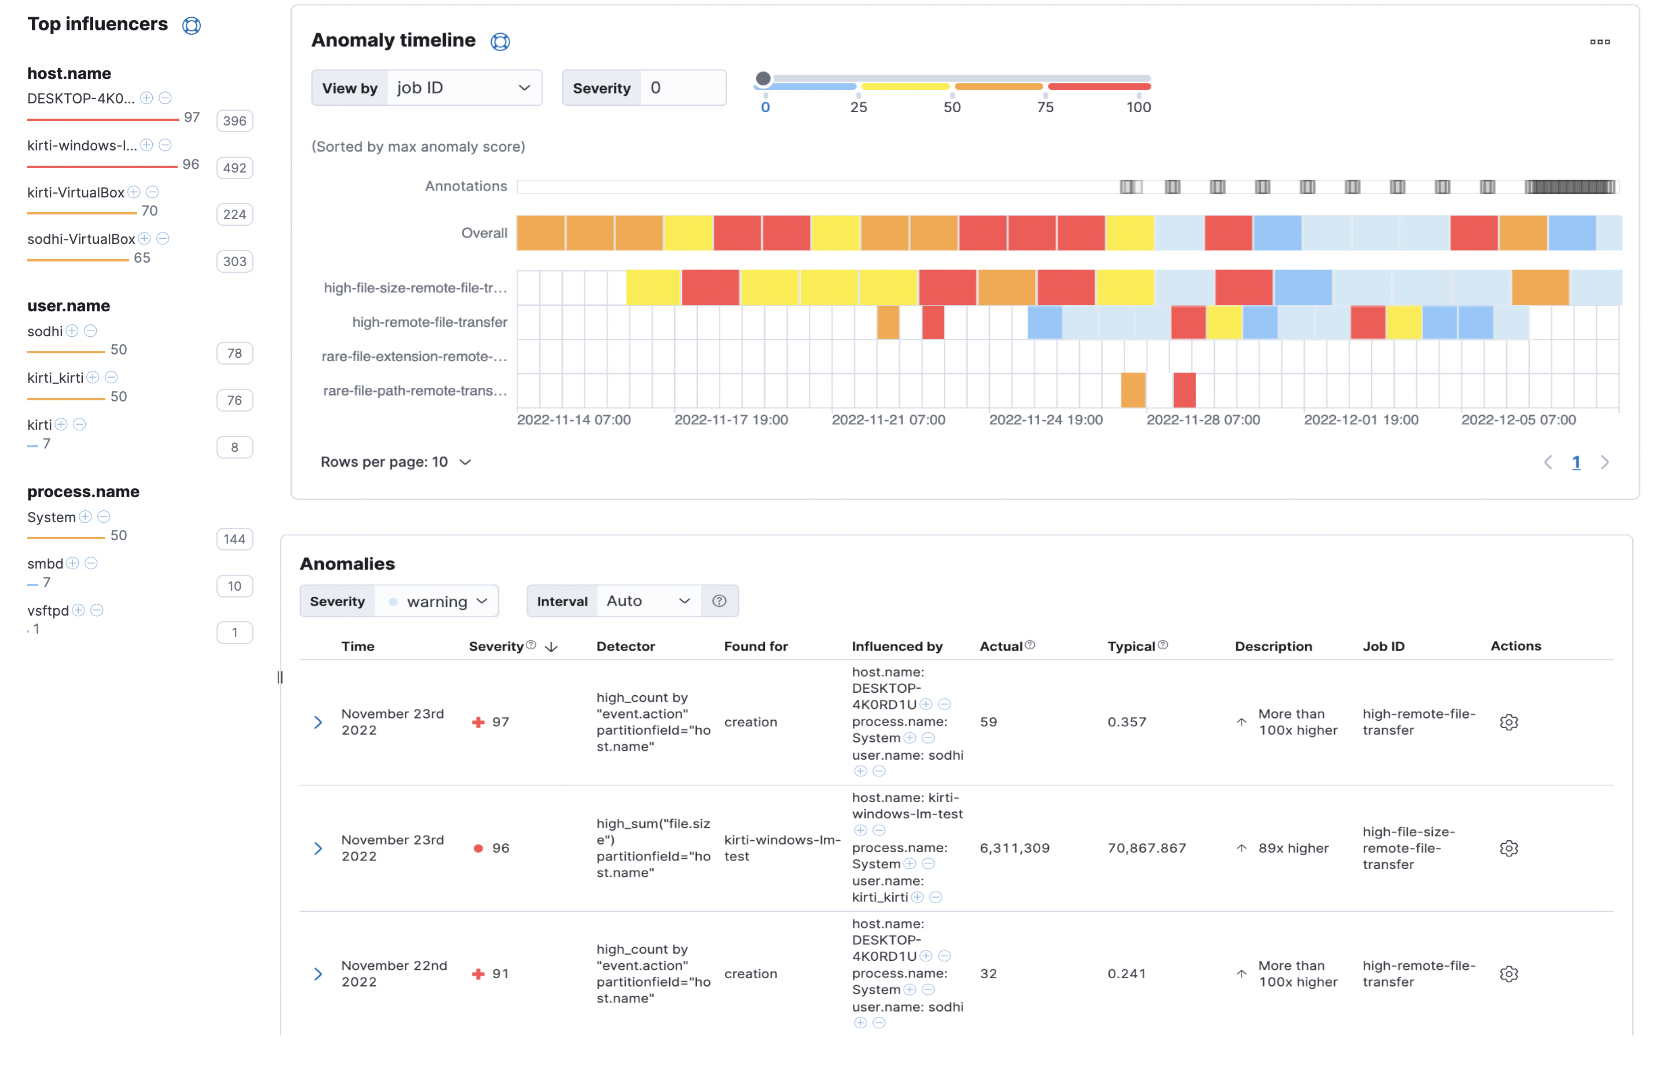 Top influencers
host.name
DESKTOP-4K0...
97
396
kirti-windows-l...
96
492
kirti-VirtualBox
70
224
sodhi-VirtualBox
65
303
user.name
sodhi
50
78
kirti_kirti
50
76
kirti
7
8
process.name
System
50
144
smbd
7
10
vsftpd
1
1
Anomaly timeline
View by job ID
Severity 0
0 25 50 75 100
(Sorted by max anomaly score)
Annotations
Overall
high-file-size-remote-file-tr...
high-remote-file-transfer
rare-file-extension-remote-...
rare-file-path-remote-trans...
2022-11-14 07:00 2022-11-17 19:00 2022-11-21 07:00 2022-11-24 19:00 2022-11-28 07:00 2022-12-01 19:00 2022-12-05 07:00
Rows per page: 10
1
Anomalies
Severity warning Interval Auto
Time Severity Detector Found for Influenced by Actual Typical Description Job ID Actions
November 23rd
2022
97
high_count by
"event.action"
partitionfield="ho
st.name"
creation
host.name:
DESKTOP-
4K0RD1U
process.name:
System
user.name: sodhi
59
0.357
More than
100x higher
high-remote-file-
transfer
November 23rd
2022
96
high_sum("file.siz
e")
partitionfield="ho
st.name"
kirti-windows-lm-
test
host.name: kirti-
windows-lm-test
process.name:
System
user.name:
kirti_kirti
6,311,309
70,867.867
89x higher
high-file-size-
remote-file-
transfer
November 22nd
2022
91
high_count by
"event.action"
partitionfield="ho
st.name"
creation
host.name:
DESKTOP-
4K0RD1U
process.name:
System
user.name: sodhi
32
0.241
More than
100x higher
high-remote-file-
transfer